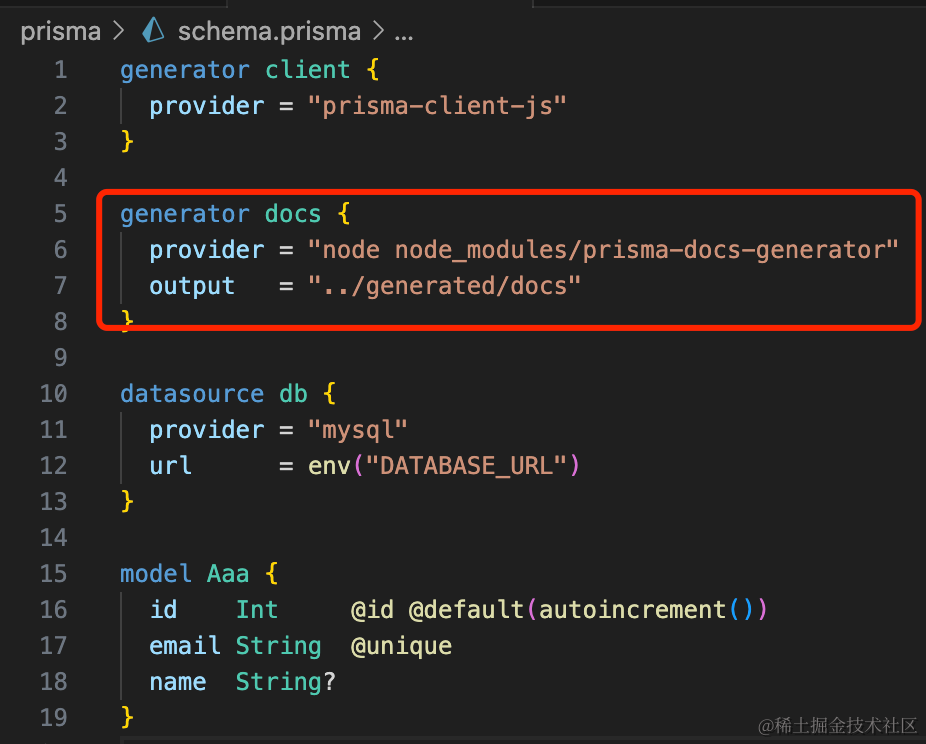 prisma > schema.prisma > ...
1 generator client {
2 provider = "prisma-client-js"
3 }
4
5 generator docs {
6 provider = "node node_modules/prisma-docs-generator"
7 output = "../generated/docs"
8 }
9
10 datasource db {
11 provider = "mysql"
12 url = env("DATABASE_URL")
13 }
14
15 model Aaa {
16 id Int @id @default(autoincrement())
17 email String @unique
18 name String?
19 }
@稀土掘金技术社区